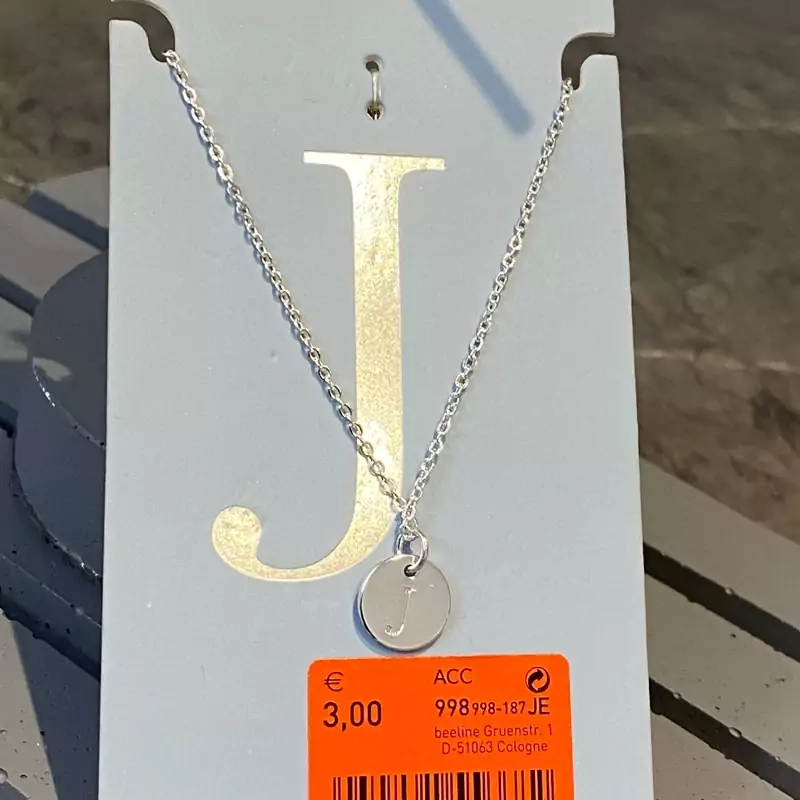 J
J
€ ACC
3,00 998 998-187 JE
beeline Gruenstr. 1
D-51063 Cologne